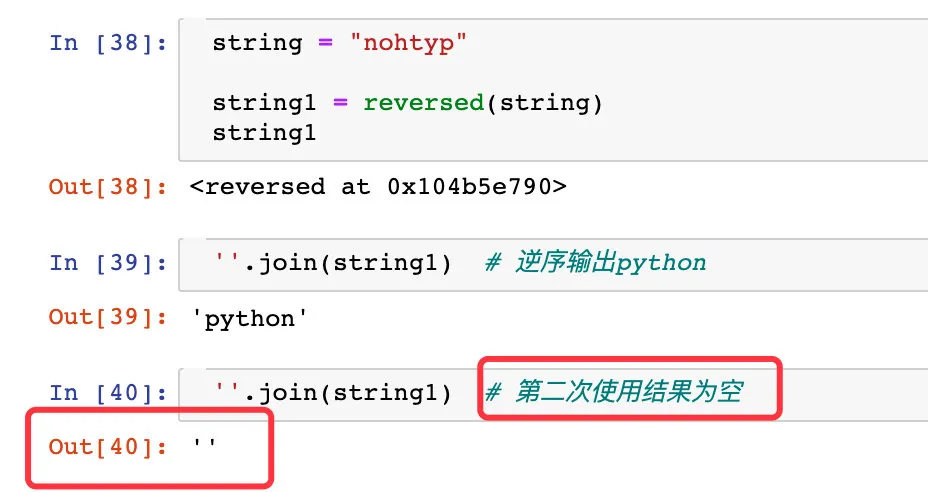 In [38]: string = "nohtyp"
string1 = reversed(string)
string1
Out[38]: <reversed at 0x104b5e790>
In [39]: ''.join(string1)  # 逆序输出python
Out[39]: 'python'
In [40]: ''.join(string1)  # 第二次使用结果为空
Out[40]: ''